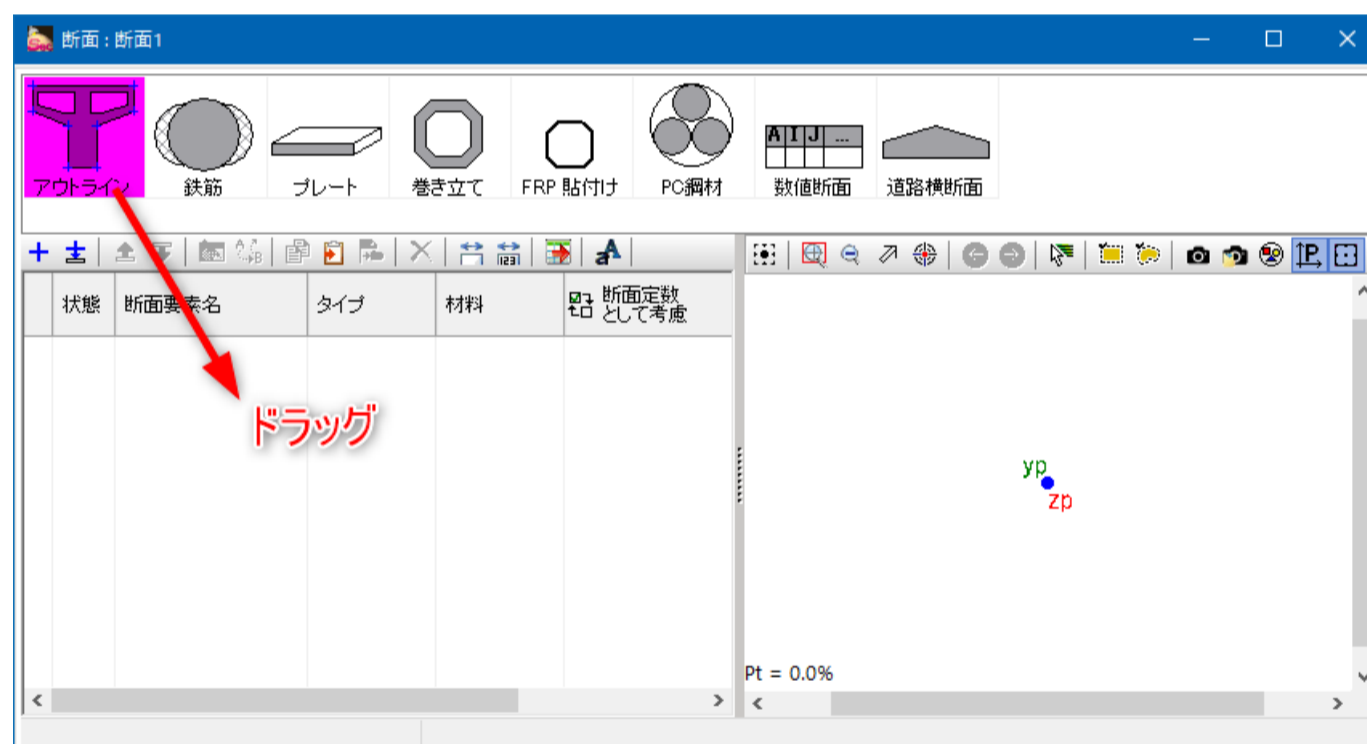 断面 : 断面1
アウトライン
鉄筋
プレート
巻き立て
FRP 貼付け
PC鋼材
A I J ...
数値断面
道路横断面
123
aA
P
状態
断面要素名
タイプ
材料
断面定数
として考慮
ドラッグ
yp
zp
Pt = 0.0%